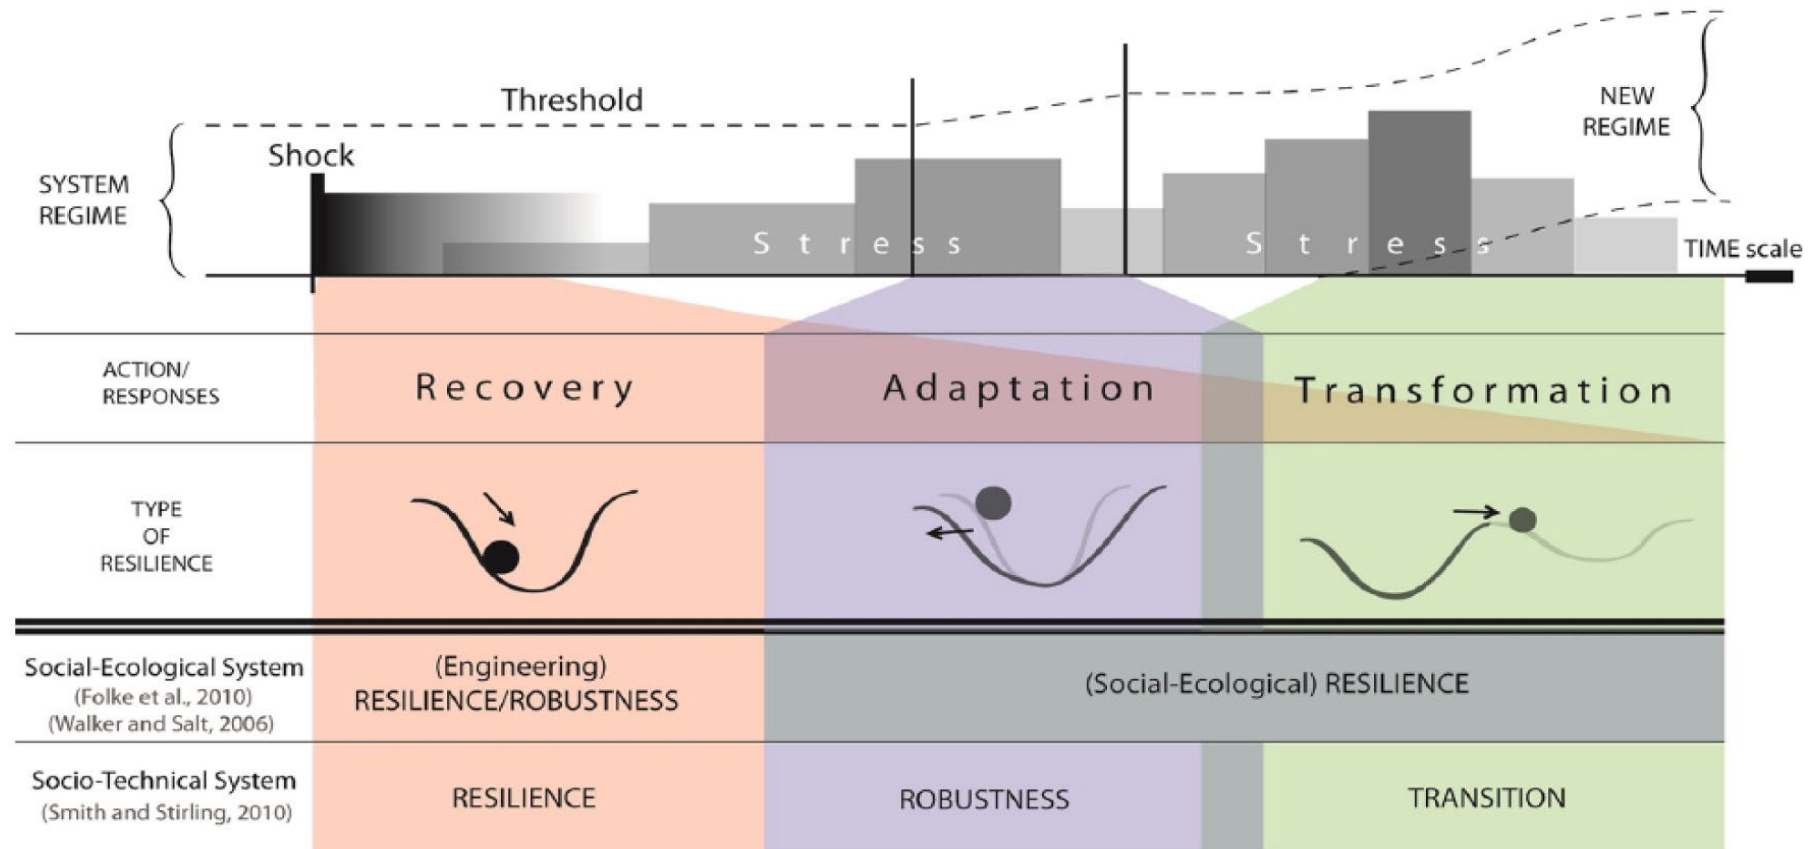 Threshold
NEW
REGIME
Shock
SYSTEM
REGIME
Stress
Stress
TIME scale
ACTION/
RESPONSES
Recovery
Adaptation
Transformation
TYPE
OF
RESILIENCE
Social-Ecological System
(Folke et al., 2010)
(Walker and Salt, 2006)
(Engineering)
RESILIENCE/ROBUSTNESS
(Social-Ecological) RESILIENCE
Socio-Technical System
(Smith and Stirling, 2010)
RESILIENCE
ROBUSTNESS
TRANSITION